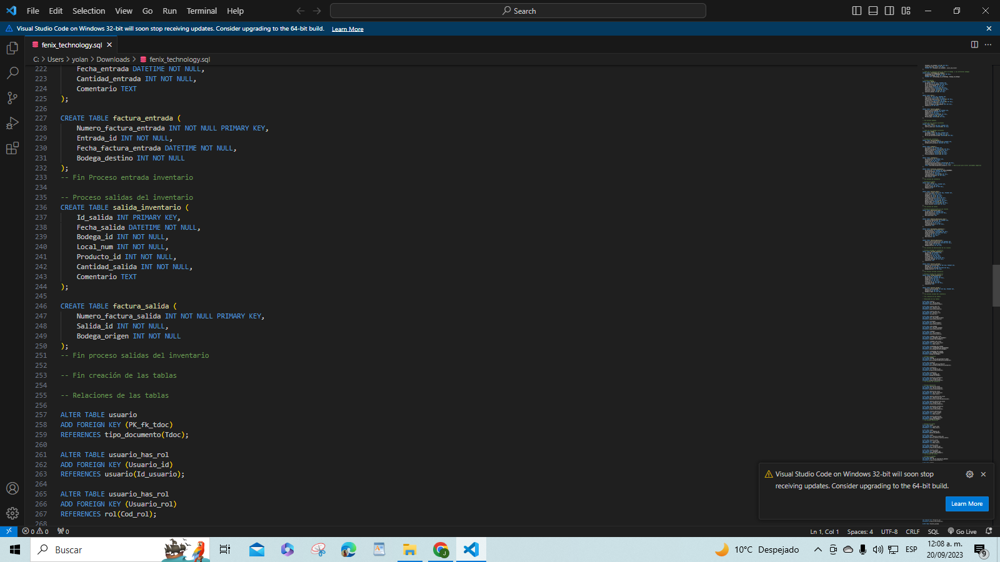 File Edit Selection View Go Run Terminal Help
Search
Visual Studio Code on Windows 32-bit will soon stop receiving updates. Consider upgrading to the 64-bit build. Learn More
fenix_technology.sql
C: > Users > yolan > Downloads > fenix_technology.sql
222 Fecha_entrada DATETIME NOT NULL,
223 Cantidad_entrada INT NOT NULL,
224 Comentario TEXT
225 );
226
227 CREATE TABLE factura_entrada (
228 Numero_factura_entrada INT NOT NULL PRIMARY KEY,
229 Entrada_id INT NOT NULL,
230 Fecha_factura_entrada DATETIME NOT NULL,
231 Bodega_destino INT NOT NULL
232 );
233 -- Fin Proceso entrada inventario
234
235 -- Proceso salidas del inventario
236 CREATE TABLE salida_inventario (
237 Id_salida INT PRIMARY KEY,
238 Fecha_salida DATETIME NOT NULL,
239 Bodega_id INT NOT NULL,
240 Local_num INT NOT NULL,
241 Producto_id INT NOT NULL,
242 Cantidad_salida INT NOT NULL,
243 Comentario TEXT
244 );
245
246 CREATE TABLE factura_salida (
247 Numero_factura_salida INT NOT NULL PRIMARY KEY,
248 Salida_id INT NOT NULL,
249 Bodega_origen INT NOT NULL
250 );
251 -- Fin proceso salidas del inventario
252
253 -- Fin creación de las tablas
254
255 -- Relaciones de las tablas
256
257 ALTER TABLE usuario
258 ADD FOREIGN KEY (PK_fk_tdoc)
259 REFERENCES tipo_documento(Tdoc);
260
261 ALTER TABLE usuario_has_rol
262 ADD FOREIGN KEY (Usuario_id)
263 REFERENCES usuario(Id_usuario);
264
265 ALTER TABLE usuario_has_rol
266 ADD FOREIGN KEY (Usuario_rol)
267 REFERENCES rol(Cod_rol);
268
Visual Studio Code on Windows 32-bit will soon stop
receiving updates. Consider upgrading to the 64-bit build.
Learn More
0 0 0 Ln 1, Col 1 Spaces: 4 UTF-8 CRLF SQL Go Live
Buscar
10°C Despejado
ESP
12:08 a. m.
20/09/2023
9